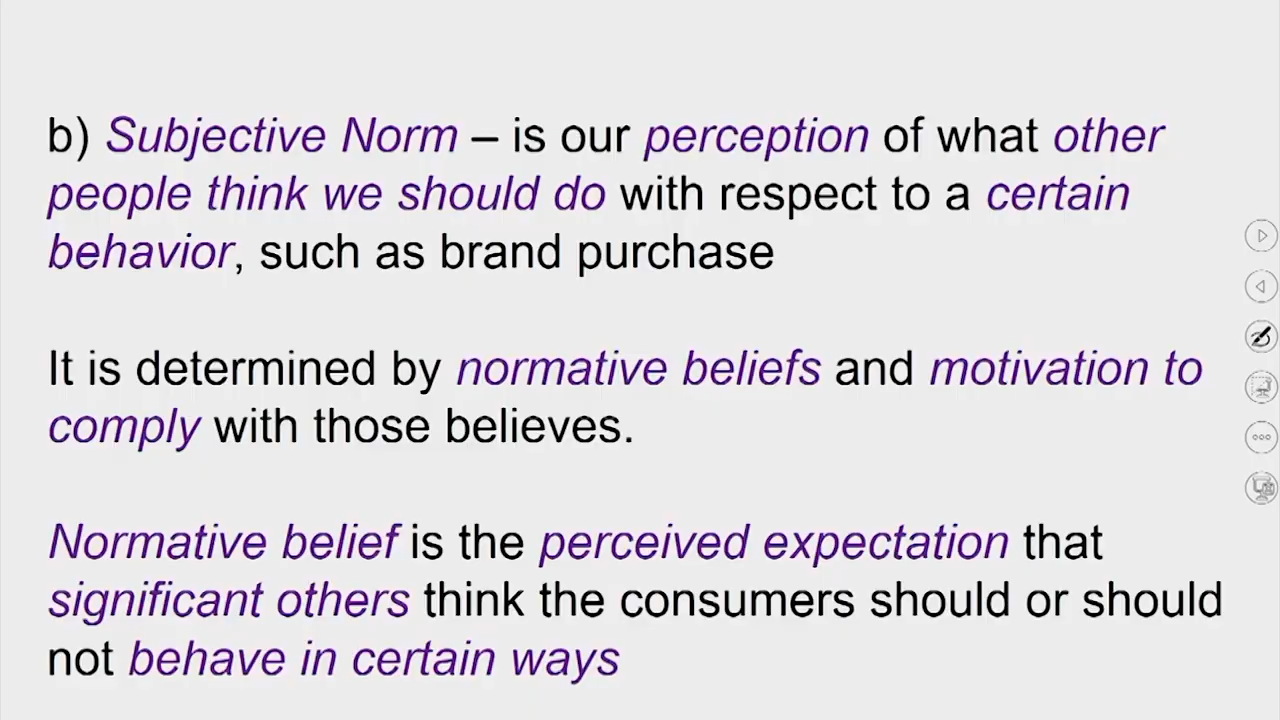 b) Subjective Norm – is our perception of what other
people think we should do with respect to a certain
behavior, such as brand purchase
It is determined by normative beliefs and motivation to
comply with those believes.
Normative belief is the perceived expectation that
significant others think the consumers should or should
not behave in certain ways